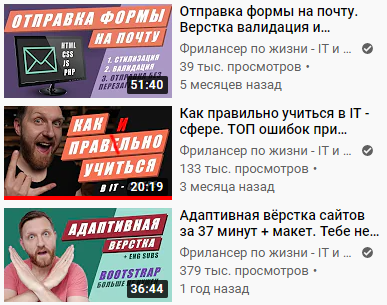 ОТПРАВКА ФОРМЫ
НА ПОЧТУ
HTML
CSS
JS
PHP
1. СТИЛИЗАЦИЯ
2. ВАЛИДАЦИЯ
3. ОТПРАВКА БЕЗ
51:40
Отправка формы на почту.
Верстка валидация и...
Фрилансер по жизни - IT и ...
39 тыс. просмотров •
5 месяцев назад
КАК И
ПРАВИЛЬНО
УЧИТЬСЯ
В IT -
20:19
Как правильно учиться в IT -
сфере. ТОП ошибок при...
Фрилансер по жизни - IT и ...
133 тыс. просмотров •
3 месяца назад
АДАПТИВНАЯ
ВЕРСТКА
+ ENG SUBS
BOOTSTRAP
БОЛЬШЕ
36:44
Адаптивная вёрстка сайтов
за 37 минут + макет. Тебе не...
Фрилансер по жизни - IT и ...
379 тыс. просмотров •
1 год назад